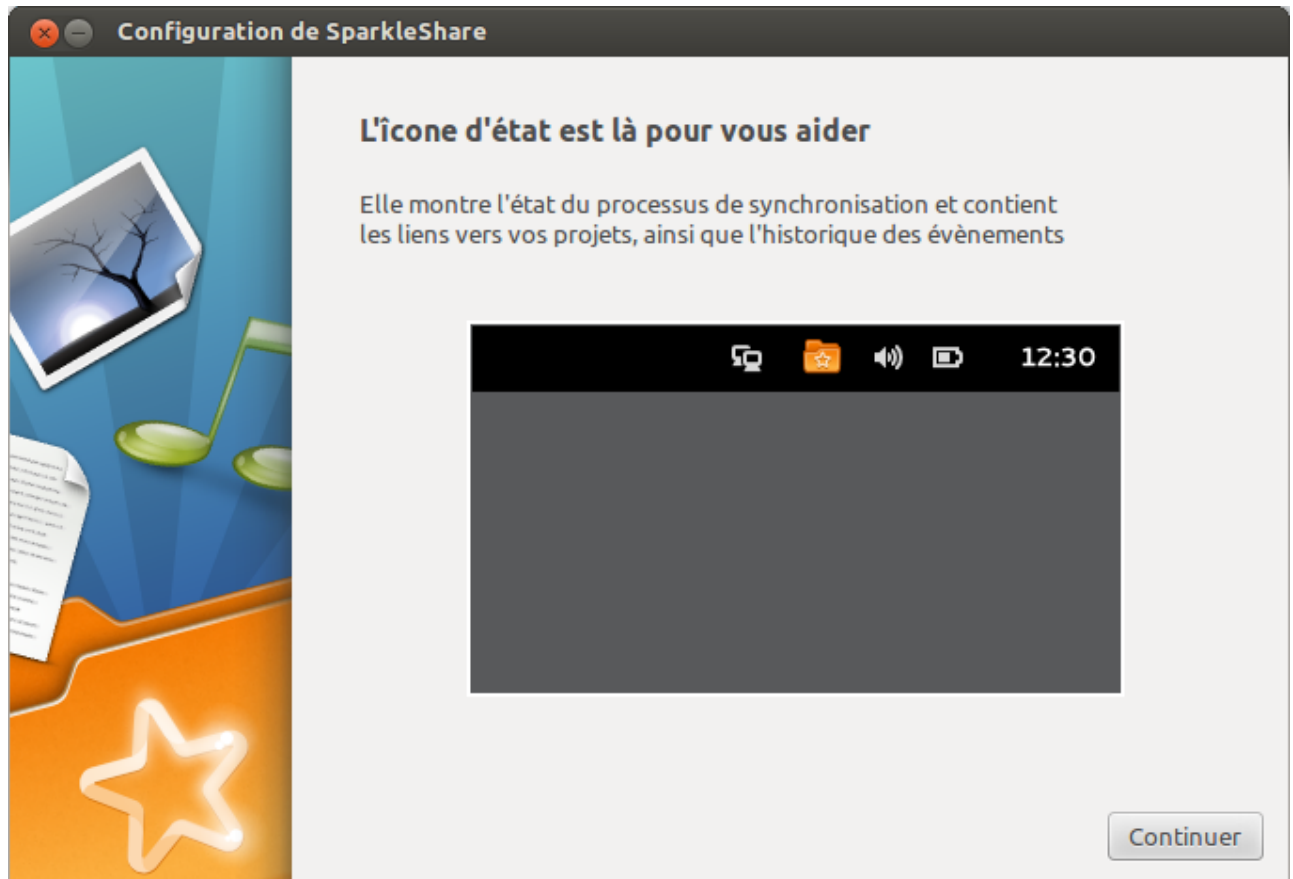 Configuration de SparkleShare
L'îcone d'état est là pour vous aider
Elle montre l'état du processus de synchronisation et contient
les liens vers vos projets, ainsi que l'historique des évènements
12:30
Continuer